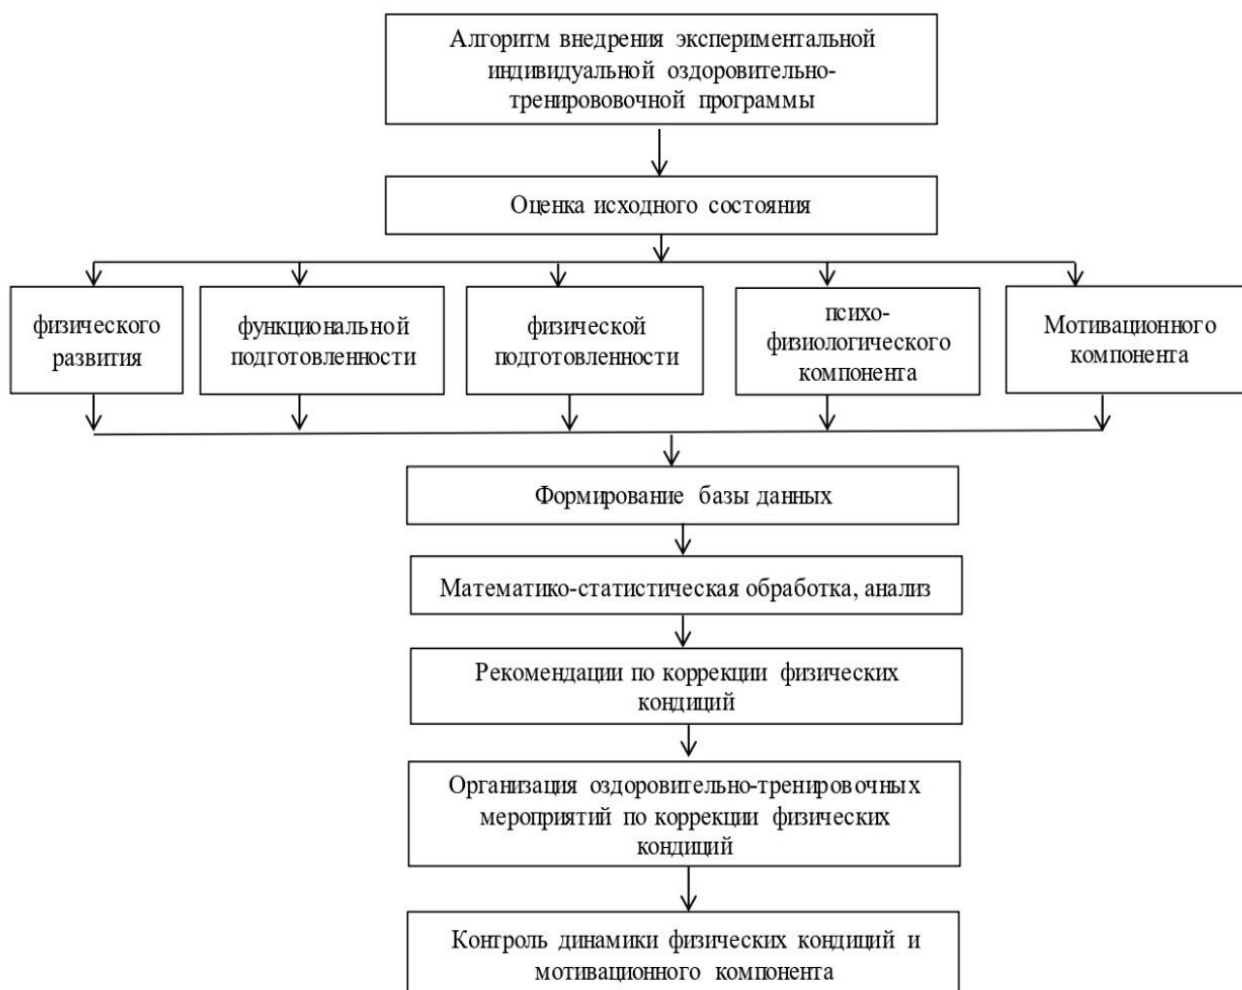 Алгоритм внедрения экспериментальной
индивидуальной оздоровительно-
тренирововочной программы
Оценка исходного состояния
физического
развития
функциональной
подготовленности
физической
подготовленности
психо-
физиологического
компонента
Мотивационного
компонента
Формирование базы данных
Математико-статистическая обработка, анализ
Рекомендации по коррекции физических
кондиций
Организация оздоровительно-тренировочных
мероприятий по коррекции физических
кондиций
Контроль динамики физических кондиций и
мотивационного компонента